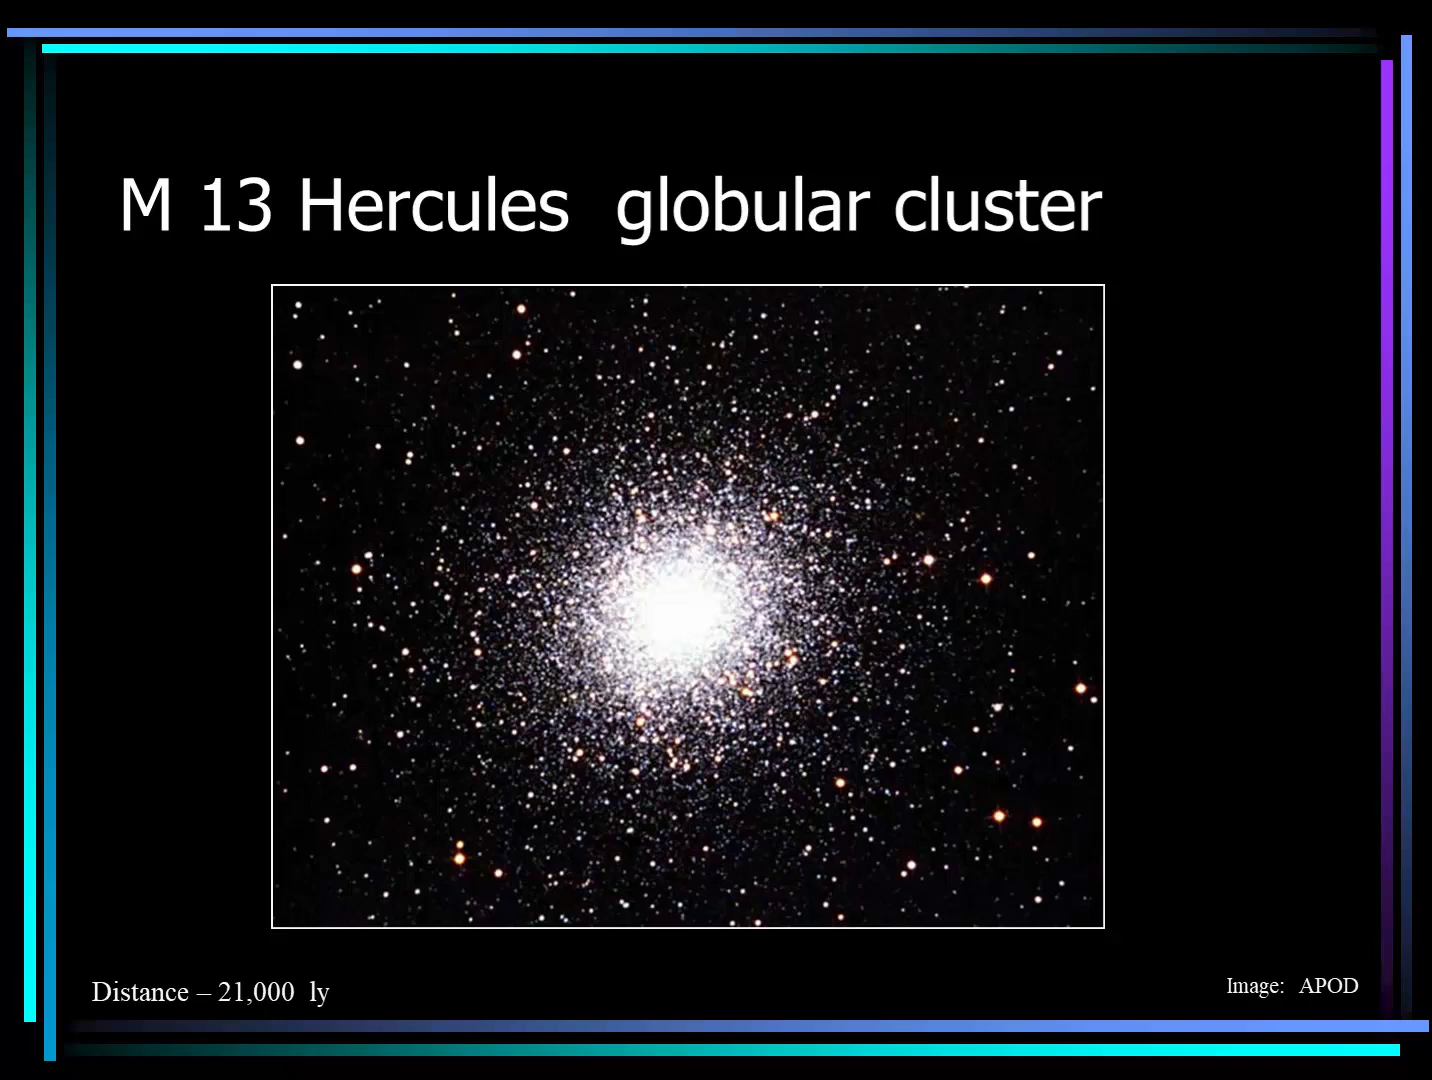 M 13 Hercules  globular cluster
Distance – 21,000  ly
Image:  APOD